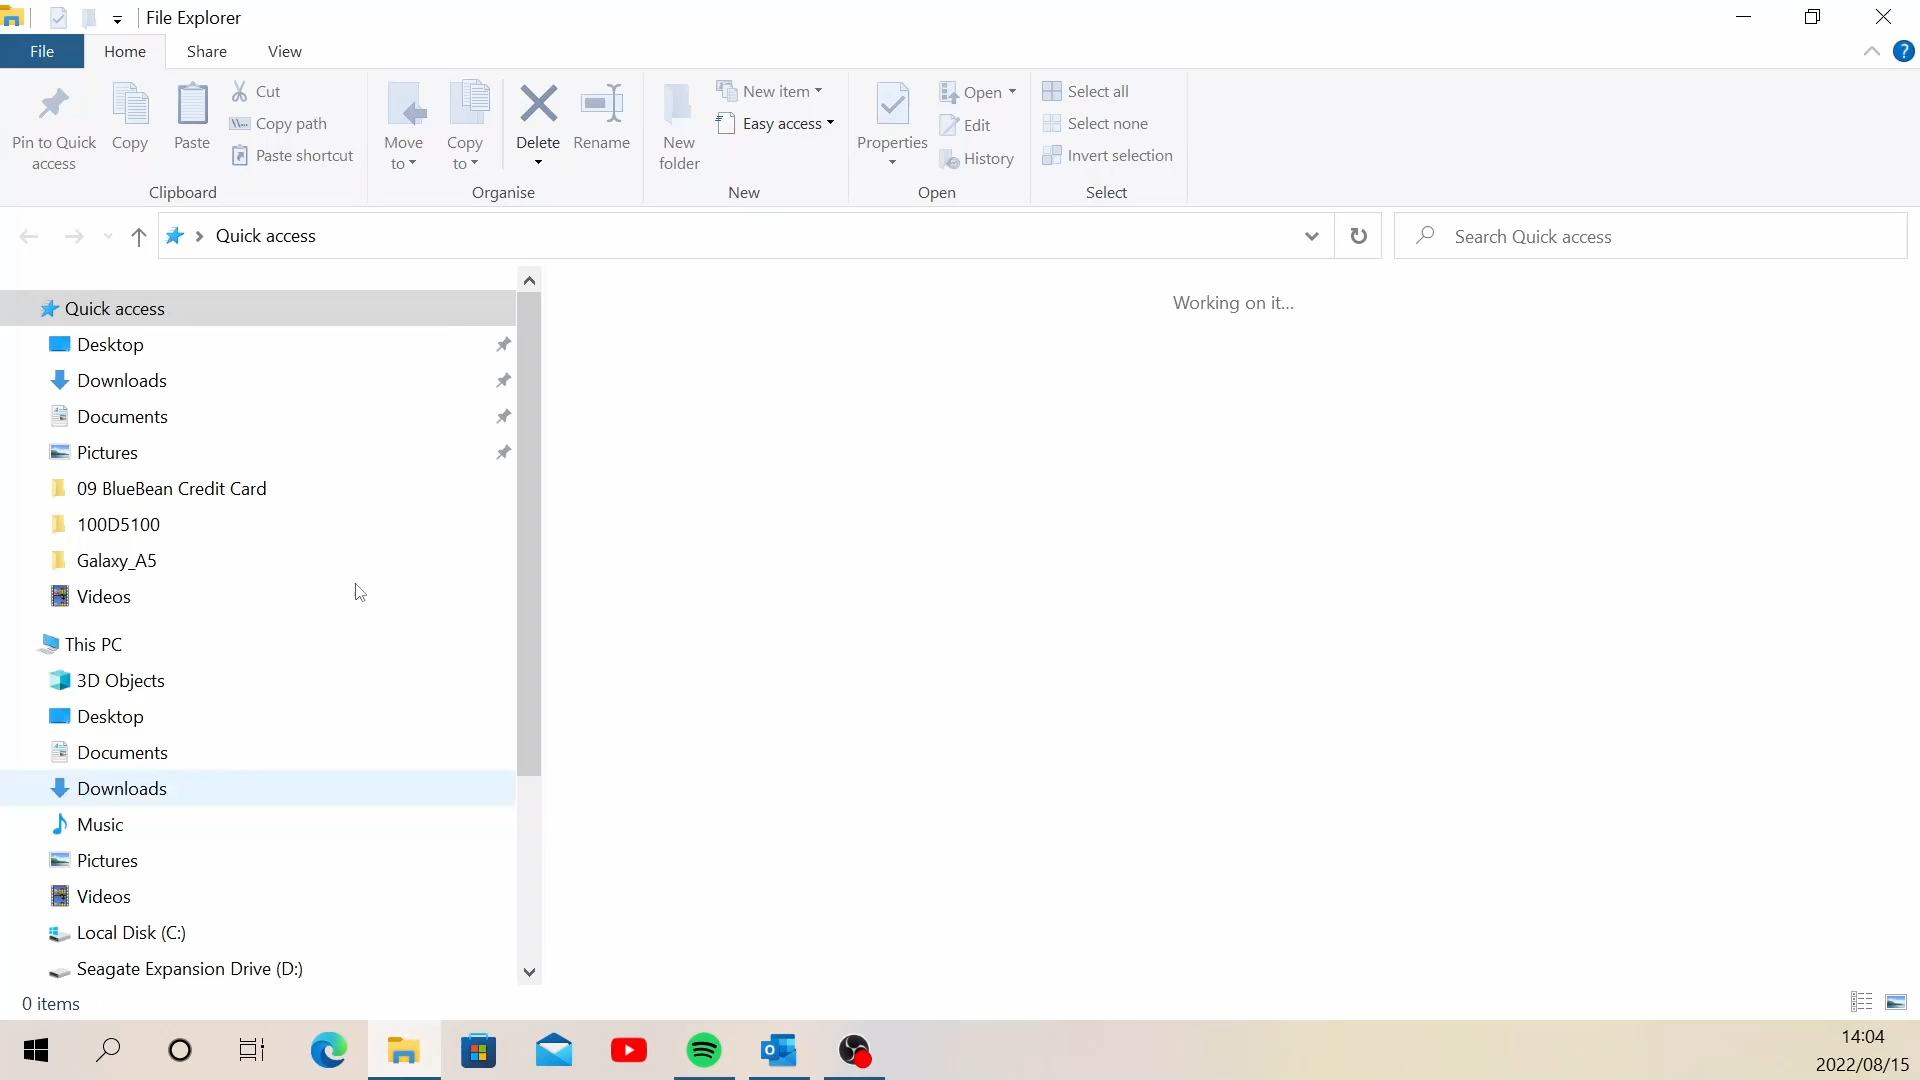 File Explorer
File Home Share View
Pin to Quick access
Copy
Paste
Cut
Copy path
Paste shortcut
Clipboard
Move to
Copy to
Delete
Rename
Organise
New folder
New item
Easy access
New
Properties
Open
Edit
History
Open
Select all
Select none
Invert selection
Select
Quick access
Search Quick access
Working on it...
Quick access
Desktop
Downloads
Documents
Pictures
09 BlueBean Credit Card
100D5100
Galaxy_A5
Videos
This PC
3D Objects
Desktop
Documents
Downloads
Music
Pictures
Videos
Local Disk (C:)
Seagate Expansion Drive (D:)
0 items
14:04
2022/08/15